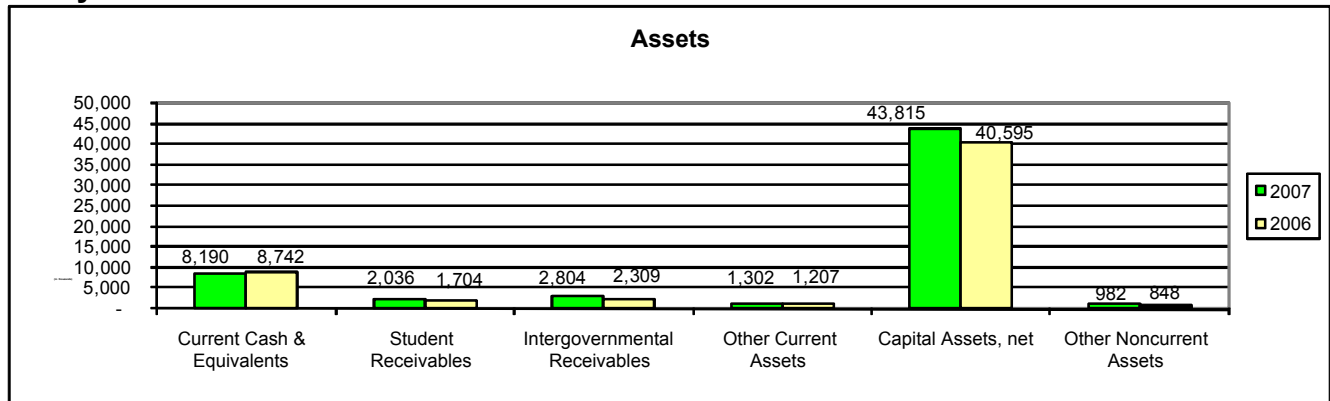 Assets
50,000
45,000
40,000
35,000
30,000
25,000
20,000
15,000
10,000
5,000
-
8,190 8,742
2,036 1,704
2,804 2,309
1,302 1,207
43,815 40,595
982 848
Current Cash &
Equivalents
Student
Receivables
Intergovernmental
Receivables
Other Current
Assets
Capital Assets, net
Other Noncurrent
Assets
2007
2006